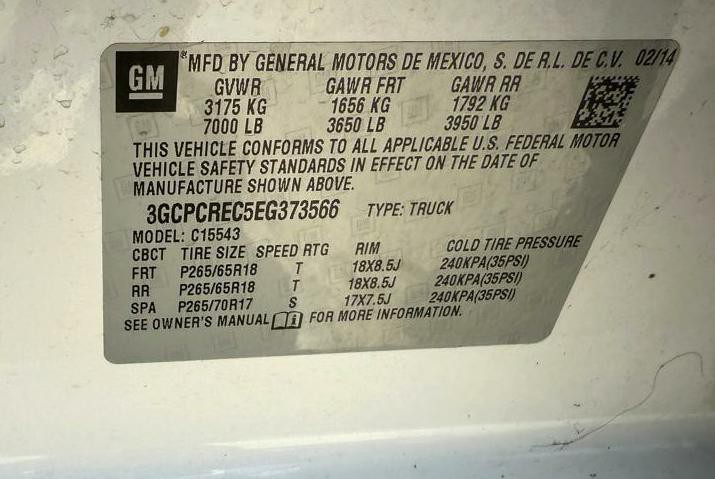 GM ® MFD BY GENERAL MOTORS DE MEXICO, S. DE R.L. DE C.V. 02/14
GVWR GAWR FRT GAWR RR
3175 KG 1656 KG 1792 KG
7000 LB 3650 LB 3950 LB
THIS VEHICLE CONFORMS TO ALL APPLICABLE U.S. FEDERAL MOTOR
VEHICLE SAFETY STANDARDS IN EFFECT ON THE DATE OF
MANUFACTURE SHOWN ABOVE.
3GCPCREC5EG373566 TYPE: TRUCK
MODEL: C15543
CBCT TIRE SIZE SPEED RTG RIM COLD TIRE PRESSURE
FRT P265/65R18 T 18X8.5J 240KPA(35PSI)
RR P265/65R18 T 18X8.5J 240KPA(35PSI)
SPA P265/70R17 S 17X7.5J 240KPA(35PSI)
SEE OWNER'S MANUAL FOR MORE INFORMATION.